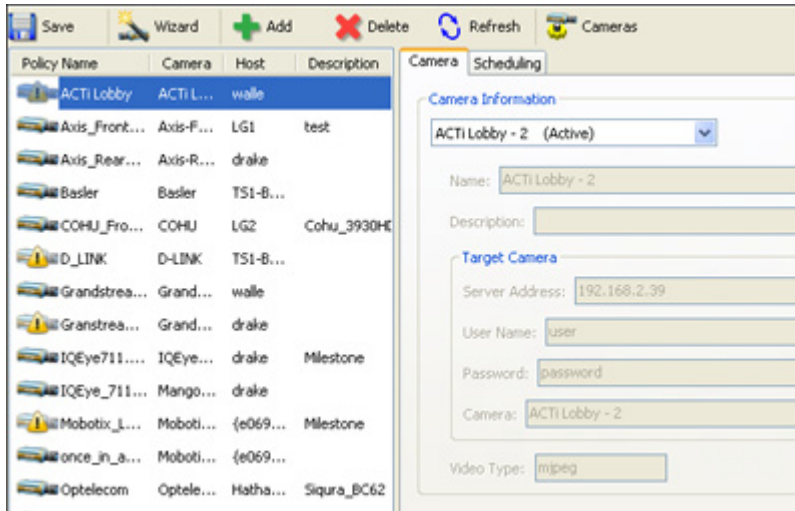 Save Wizard Add Delete Refresh Cameras
Policy Name Camera Host Description
ACTi Lobby ACTi L... walle
Axis_Front... Axis-F... LG1 test
Axis_Rear... Axis-R... drake
Basler Basler TS1-B...
COHU_Fro... COHU LG2 Cohu_3930HD
D_LINK D-LINK TS1-B...
Grandstrea... Grand... walle
Granstrea... Grand... drake
IQEye711.... IQEye... drake Milestone
IQEye_711... Mango... drake
Mobotix_L... Moboti... {e069... Milestone
once_in_a... Moboti... {e069...
Optelecom Optele... Hatha... Siqura_BC62
Camera Scheduling
Camera Information
ACTi Lobby - 2 (Active)
Name: ACTi Lobby - 2
Description:
Target Camera
Server Address: 192.168.2.39
User Name: user
Password: password
Camera: ACTi Lobby - 2
Video Type: mjpeg